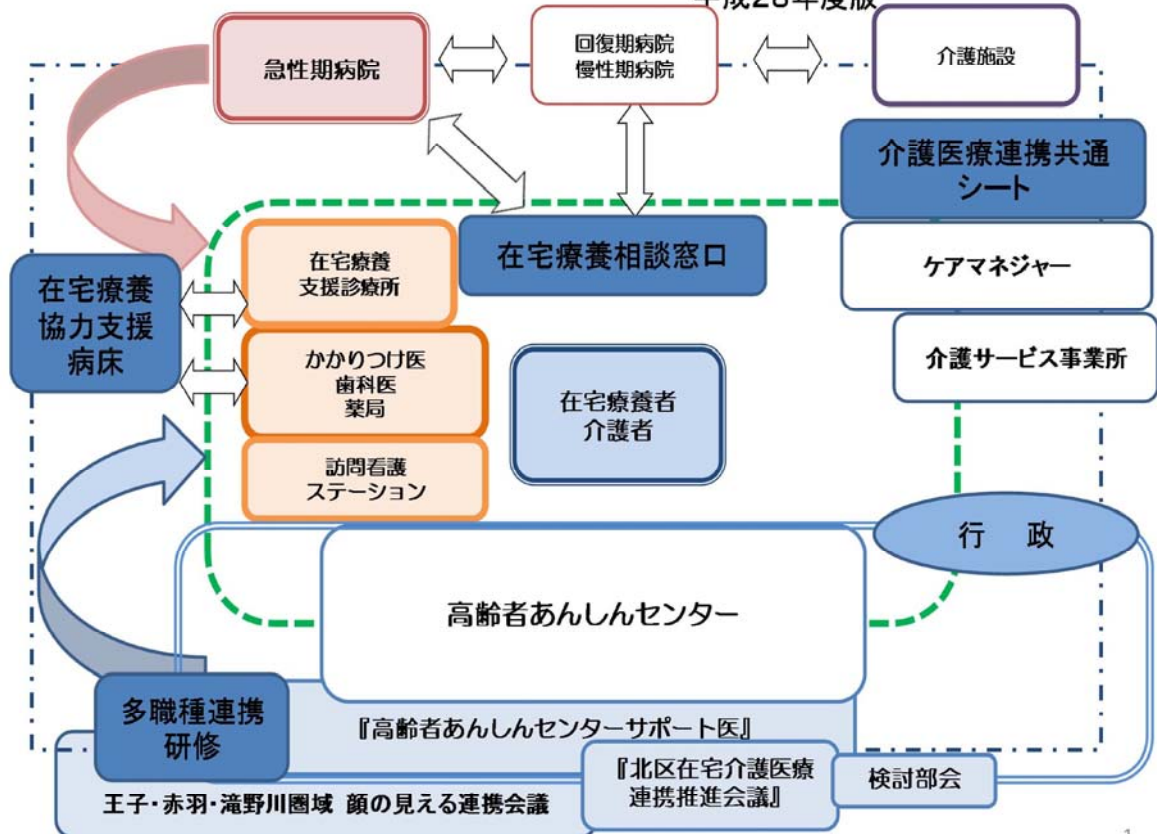 平成28年度版
急性期病院
回復期病院
慢性期病院
介護施設
介護医療連携共通
シート
在宅療養
支援診療所
在宅療養相談窓口
ケアマネジャー
在宅療養
協力支援
病床
かかりつけ医
歯科医
薬局
在宅療養者
介護者
介護サービス事業所
訪問看護
ステーション
行 政
高齢者あんしんセンター
多職種連携
研修
『高齢者あんしんセンターサポート医』
『北区在宅介護医療
連携推進会議』
検討部会
王子・赤羽・滝野川圏域 顔の見える連携会議
1